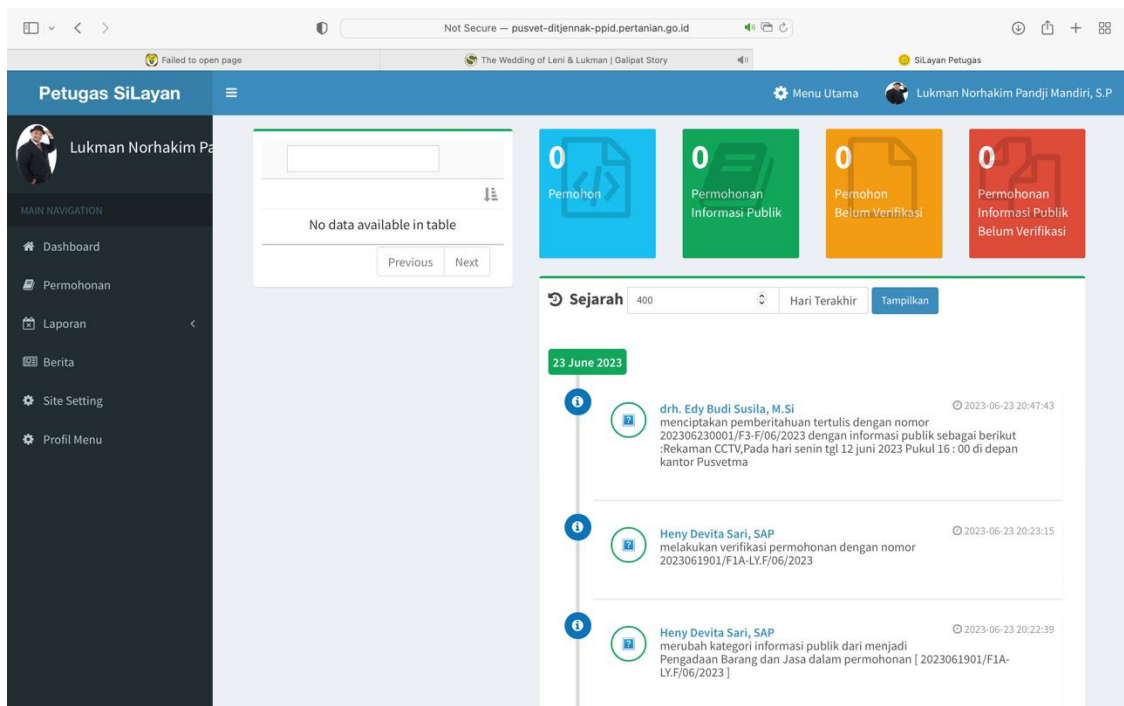 Not Secure — pusvet-ditjennak-ppid.pertanian.go.id
Failed to open page
The Wedding of Leni & Lukman | Galipat Story
SiLayan Petugas
Petugas SiLayan
Menu Utama
Lukman Norhakim Pandji Mandiri, S.P
Lukman Norhakim Pa
MAIN NAVIGATION
Dashboard
Permohonan
Laporan
Berita
Site Setting
Profil Menu
No data available in table
Previous
Next
0
Pemohon
0
Permohonan
Informasi Publik
0
Pemohon
Belum Verifikasi
0
Permohonan
Informasi Publik
Belum Verifikasi
Sejarah
400
Hari Terakhir
Tampilkan
23 June 2023
drh. Edy Budi Susila, M.Si
2023-06-23 20:47:43
menciptakan pemberitahuan tertulis dengan nomor
202306230001/F3-F/06/2023 dengan informasi publik sebagai berikut
:Rekaman CCTV,Pada hari senin tgl 12 juni 2023 Pukul 16 : 00 di depan
kantor Pusvetma
Heny Devita Sari, SAP
2023-06-23 20:23:15
melakukan verifikasi permohonan dengan nomor
2023061901/F1A-LY.F/06/2023
Heny Devita Sari, SAP
2023-06-23 20:22:39
merubah kategori informasi publik dari menjadi
Pengadaan Barang dan Jasa dalam permohonan [ 2023061901/F1A-
LY.F/06/2023 ]